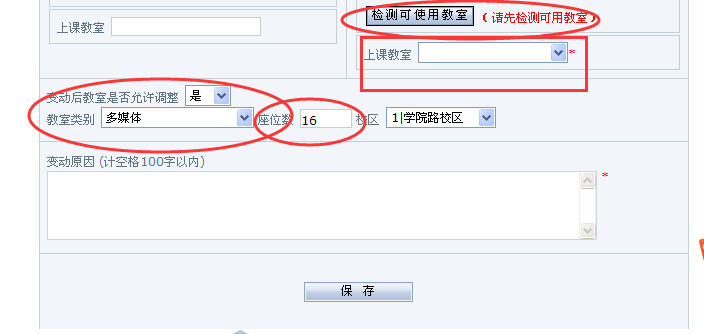 检测可使用教室 (请先检测可用教室)
上课教室
上课教室 *
变动后教室是否允许调整 是
教室类别 多媒体 座位数 16 校区 1|学院路校区
变动原因 (计空格100字以内)
*
保 存